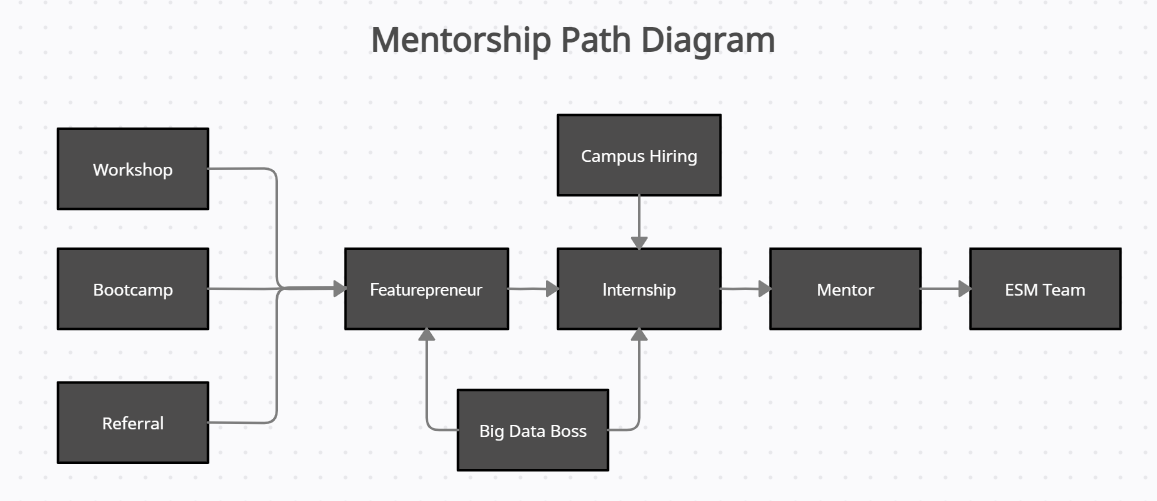 Mentorship Path Diagram
Campus Hiring
Workshop
Bootcamp
Featurepreneur
Internship
Mentor
ESM Team
Referral
Big Data Boss